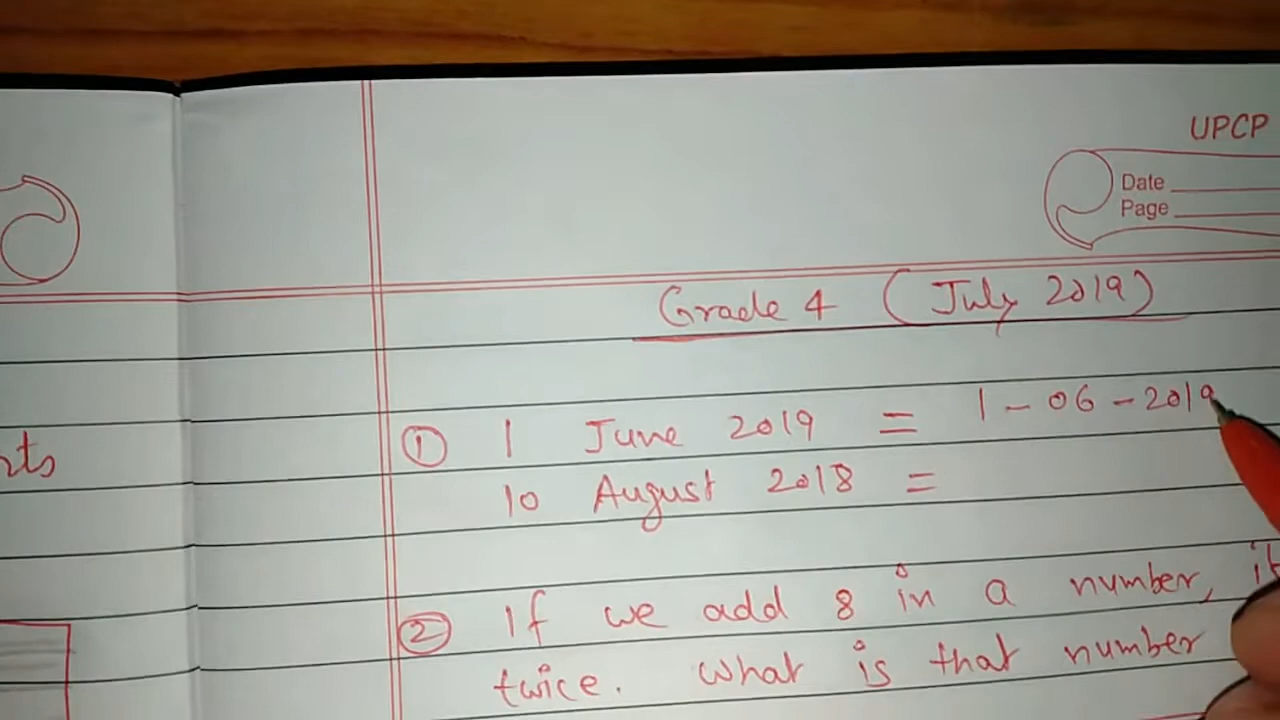 UPCP
Date
Page
Grade 4 (July 2019)
① 1 June 2019 = 1-06-2019
10 August 2018 =
② If we add 8 in a number,
twice. What is that number